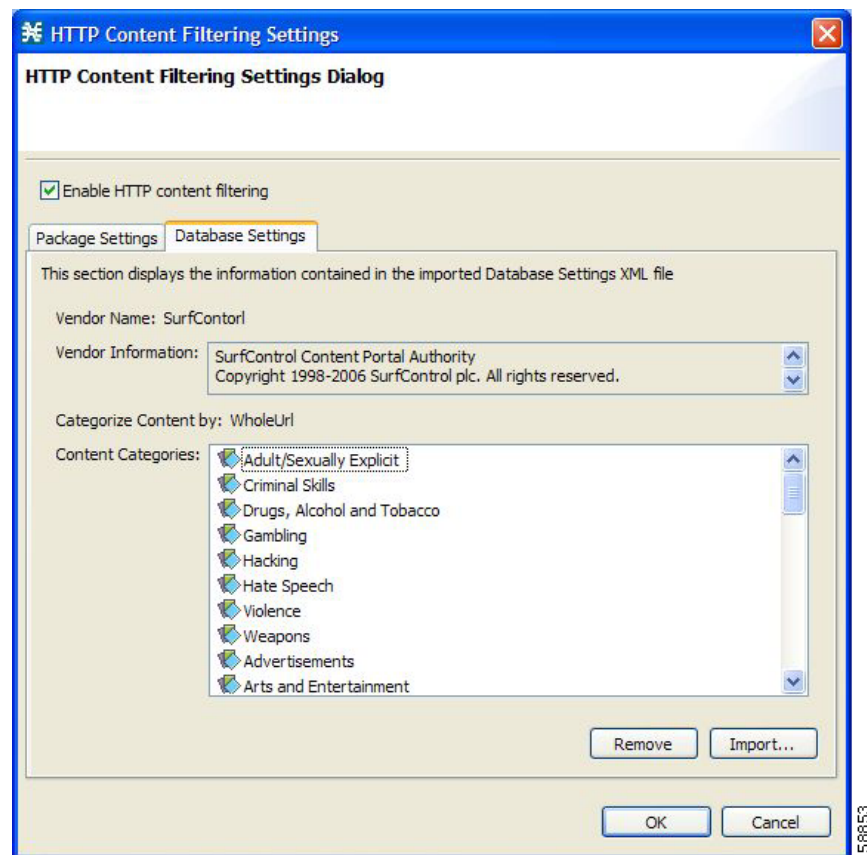 HTTP Content Filtering Settings
HTTP Content Filtering Settings Dialog
Enable HTTP content filtering
Package Settings
Database Settings
This section displays the information contained in the imported Database Settings XML file
Vendor Name: SurfContorl
Vendor Information:
SurfControl Content Portal Authority
Copyright 1998-2006 SurfControl plc. All rights reserved.
Categorize Content by: WholeUrl
Content Categories:
Adult/Sexually Explicit
Criminal Skills
Drugs, Alcohol and Tobacco
Gambling
Hacking
Hate Speech
Violence
Weapons
Advertisements
Arts and Entertainment
Remove
Import...
OK
Cancel
58853